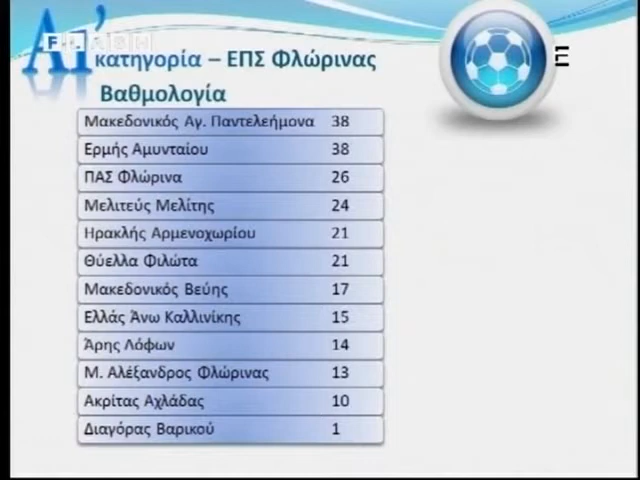 Α1' κατηγορία – ΕΠΣ Φλώρινας
Βαθμολογία
Μακεδονικός Αγ. Παντελεήμονα 38
Ερμής Αμυνταίου 38
ΠΑΣ Φλώρινα 26
Μελιτεύς Μελίτης 24
Ηρακλής Αρμενοχωρίου 21
Θύελλα Φιλώτα 21
Μακεδονικός Βεύης 17
Ελλάς Άνω Καλλινίκης 15
Άρης Λόφων 14
Μ. Αλέξανδρος Φλώρινας 13
Ακρίτας Αχλάδας 10
Διαγόρας Βαρικού 1